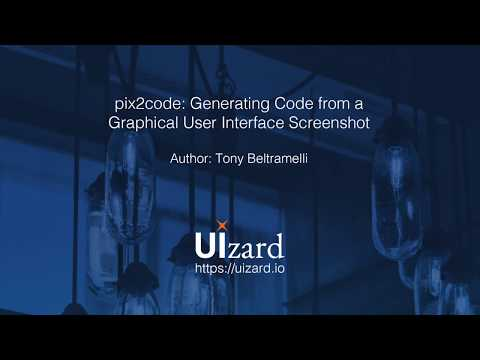 pix2code: Generating Code from a
Graphical User Interface Screenshot
Author: Tony Beltramelli
UIzard
https://uizard.io